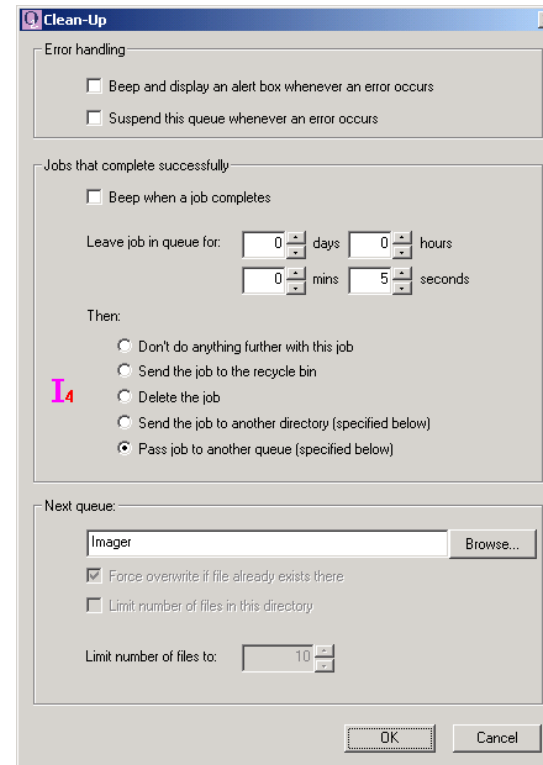 Clean-Up
Error handling
Beep and display an alert box whenever an error occurs
Suspend this queue whenever an error occurs
Jobs that complete successfully
Beep when a job completes
Leave job in queue for: 0 days 0 hours
0 mins 5 seconds
Then:
Don't do anything further with this job
Send the job to the recycle bin
I4
Delete the job
Send the job to another directory (specified below)
Pass job to another queue (specified below)
Next queue:
Imager Browse...
Force overwrite if file already exists there
Limit number of files in this directory
Limit number of files to: 10
OK Cancel